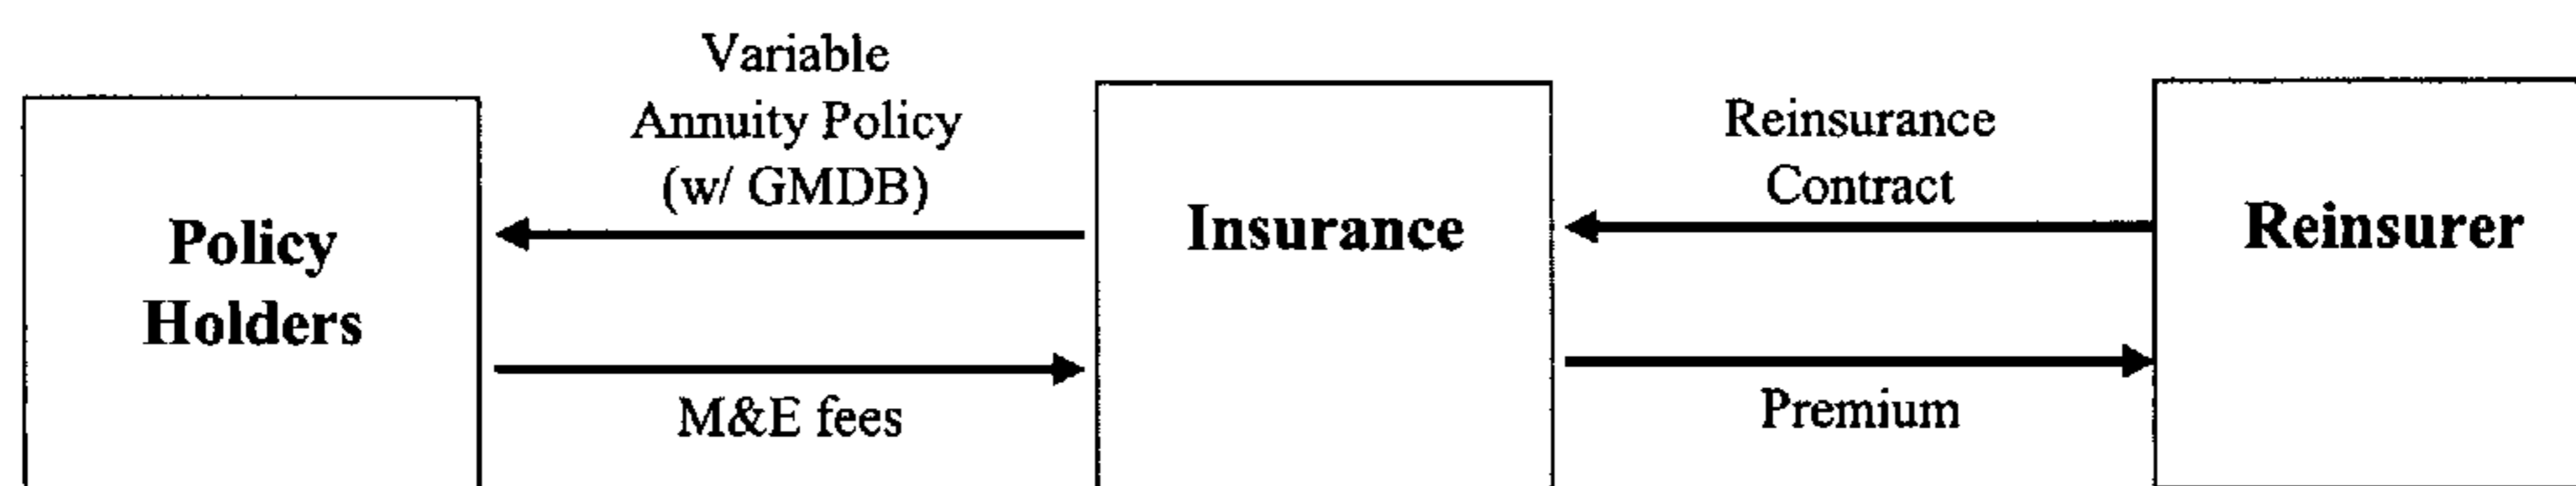 Policy
Holders
Variable
Annuity Policy
(w/ GMDB)
M&E fees
Insurance
Reinsurance
Contract
Premium
Reinsurer